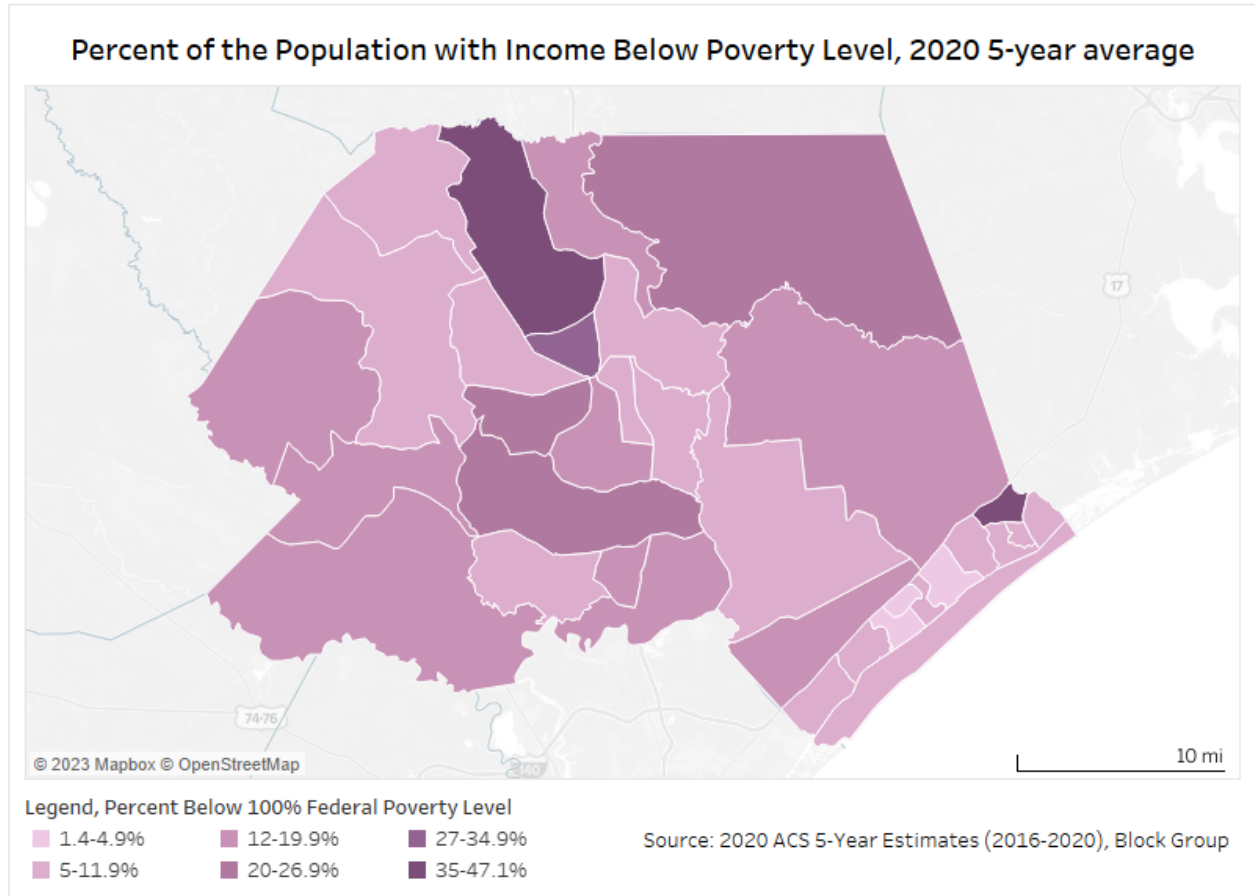 Percent of the Population with Income Below Poverty Level, 2020 5-year average
17
74-76
140
10 mi
© 2023 Mapbox © OpenStreetMap
Legend, Percent Below 100% Federal Poverty Level
1.4-4.9%
12-19.9%
27-34.9%
5-11.9%
20-26.9%
35-47.1%
Source: 2020 ACS 5-Year Estimates (2016-2020), Block Group